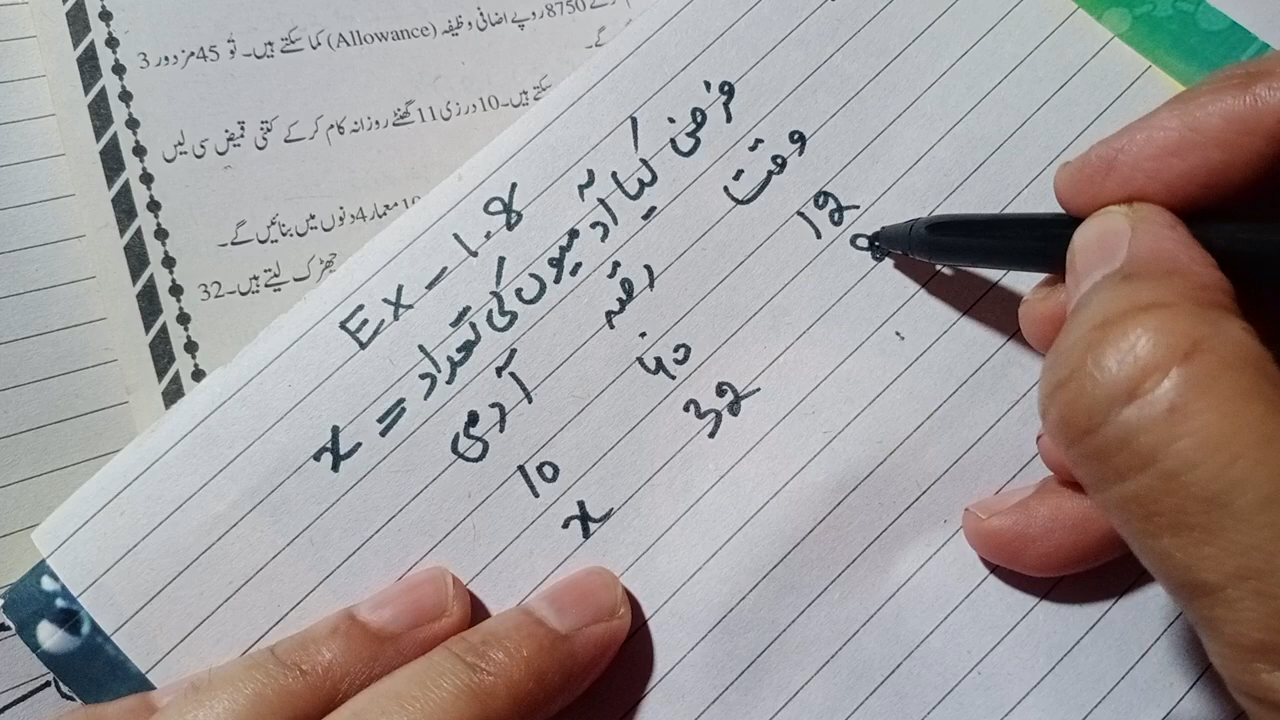 8750 روپے اضافی وظیفہ (Allowance) کما سکتے ہیں۔ تو 45 مزدور 3
گے۔
سکتے ہیں۔ 10 درزی 11 گھنٹے روزانہ کام کر کے کتنی قمیض سی لیں
معمار 4 دنوں میں بنائیں گے۔
چھڑک لیتے ہیں۔ 32
Ex - 1.8
فرض کیا آدمیوں کی تعداد = x
آدمی رقبہ وقت
10 40 12
x 32